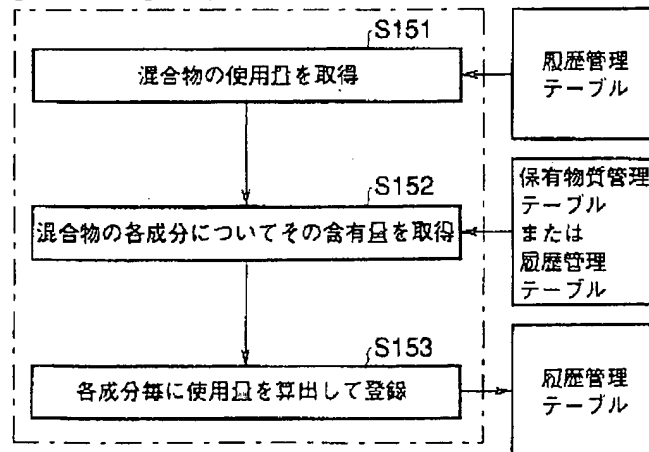 S151
混合物の使用量を取得
履歴管理
テーブル
S152
混合物の各成分についてその含有量を取得
保有物質管理
テーブル
または
履歴管理
テーブル
S153
各成分毎に使用量を算出して登録
履歴管理
テーブル